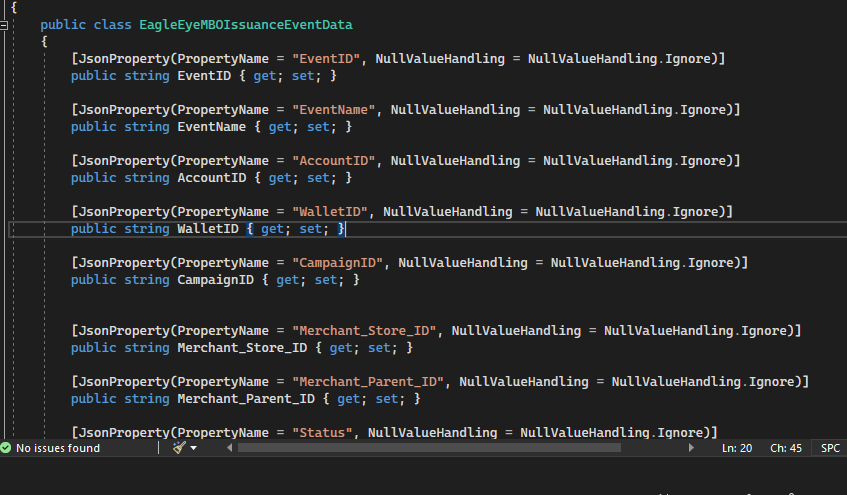 {
public class EagleEyeMBOIssuanceEventData
{
[JsonProperty(PropertyName = "EventID", NullValueHandling = NullValueHandling.Ignore)]
public string EventID { get; set; }
[JsonProperty(PropertyName = "EventName", NullValueHandling = NullValueHandling.Ignore)]
public string EventName { get; set; }
[JsonProperty(PropertyName = "AccountID", NullValueHandling = NullValueHandling.Ignore)]
public string AccountID { get; set; }
[JsonProperty(PropertyName = "WalletID", NullValueHandling = NullValueHandling.Ignore)]
public string WalletID { get; set; }
[JsonProperty(PropertyName = "CampaignID", NullValueHandling = NullValueHandling.Ignore)]
public string CampaignID { get; set; }
[JsonProperty(PropertyName = "Merchant_Store_ID", NullValueHandling = NullValueHandling.Ignore)]
public string Merchant_Store_ID { get; set; }
[JsonProperty(PropertyName = "Merchant_Parent_ID", NullValueHandling = NullValueHandling.Ignore)]
public string Merchant_Parent_ID { get; set; }
[JsonProperty(PropertyName = "Status", NullValueHandling = NullValueHandling.Ignore)]
No issues found Ln: 20 Ch: 45 SPC